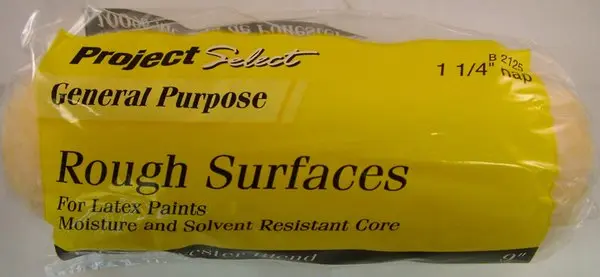 Project Select
B 2125
1 1/4" nap
General Purpose
Rough Surfaces
For Latex Paints
Moisture and Solvent Resistant Core
Blend
9"